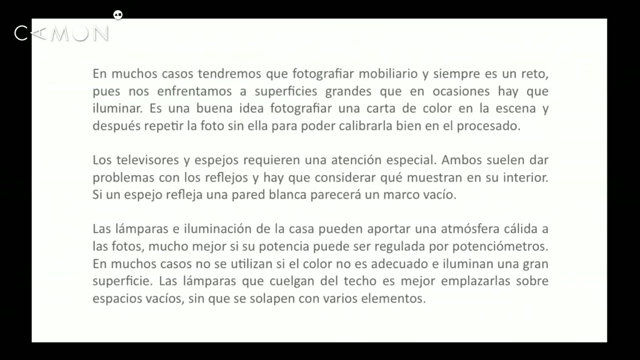 CAMON
En muchos casos tendremos que fotografiar mobiliario y siempre es un reto,
pues nos enfrentamos a superficies grandes que en ocasiones hay que
iluminar. Es una buena idea fotografiar una carta de color en la escena y
después repetir la foto sin ella para poder calibrarla bien en el procesado.
Los televisores y espejos requieren una atención especial. Ambos suelen dar
problemas con los reflejos y hay que considerar qué muestran en su interior.
Si un espejo refleja una pared blanca parecerá un marco vacío.
Las lámparas e iluminación de la casa pueden aportar una atmósfera cálida a
las fotos, mucho mejor si su potencia puede ser regulada por potenciómetros.
En muchos casos no se utilizan si el color no es adecuado e iluminan una gran
superficie. Las lámparas que cuelgan del techo es mejor emplazarlas sobre
espacios vacíos, sin que se solapen con varios elementos.